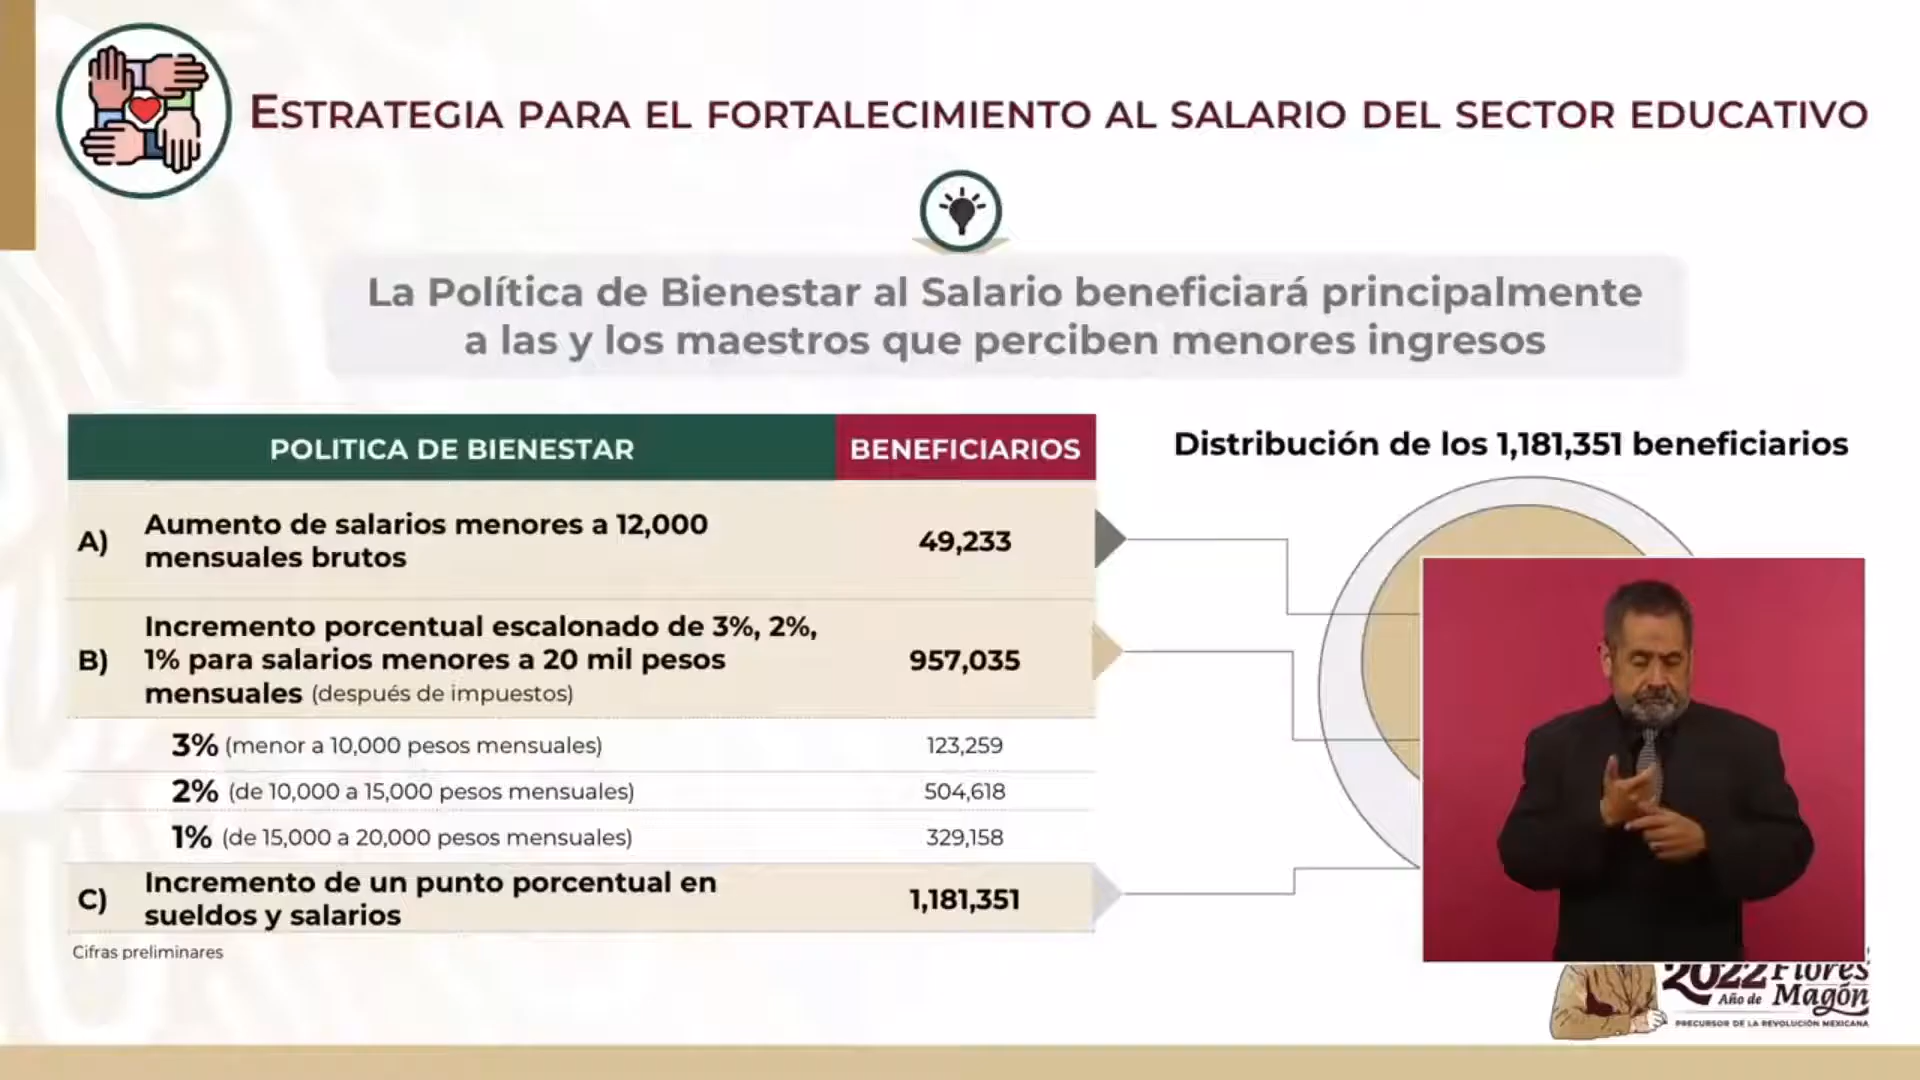 ESTRATEGIA PARA EL FORTALECIMIENTO AL SALARIO DEL SECTOR EDUCATIVO
La Política de Bienestar al Salario beneficiará principalmente
a las y los maestros que perciben menores ingresos
POLITICA DE BIENESTAR BENEFICIARIOS
A) Aumento de salarios menores a 12,000
mensuales brutos
49,233
B) Incremento porcentual escalonado de 3%, 2%,
1% para salarios menores a 20 mil pesos
mensuales (después de impuestos)
957,035
3% (menor a 10,000 pesos mensuales) 123,259
2% (de 10,000 a 15,000 pesos mensuales) 504,618
1% (de 15,000 a 20,000 pesos mensuales) 329,158
C) Incremento de un punto porcentual en
sueldos y salarios
1,181,351
Cifras preliminares
Distribución de los 1,181,351 beneficiarios
2022 Flores
Año de Magón
PRECURSOR DE LA REVOLUCIÓN MEXICANA